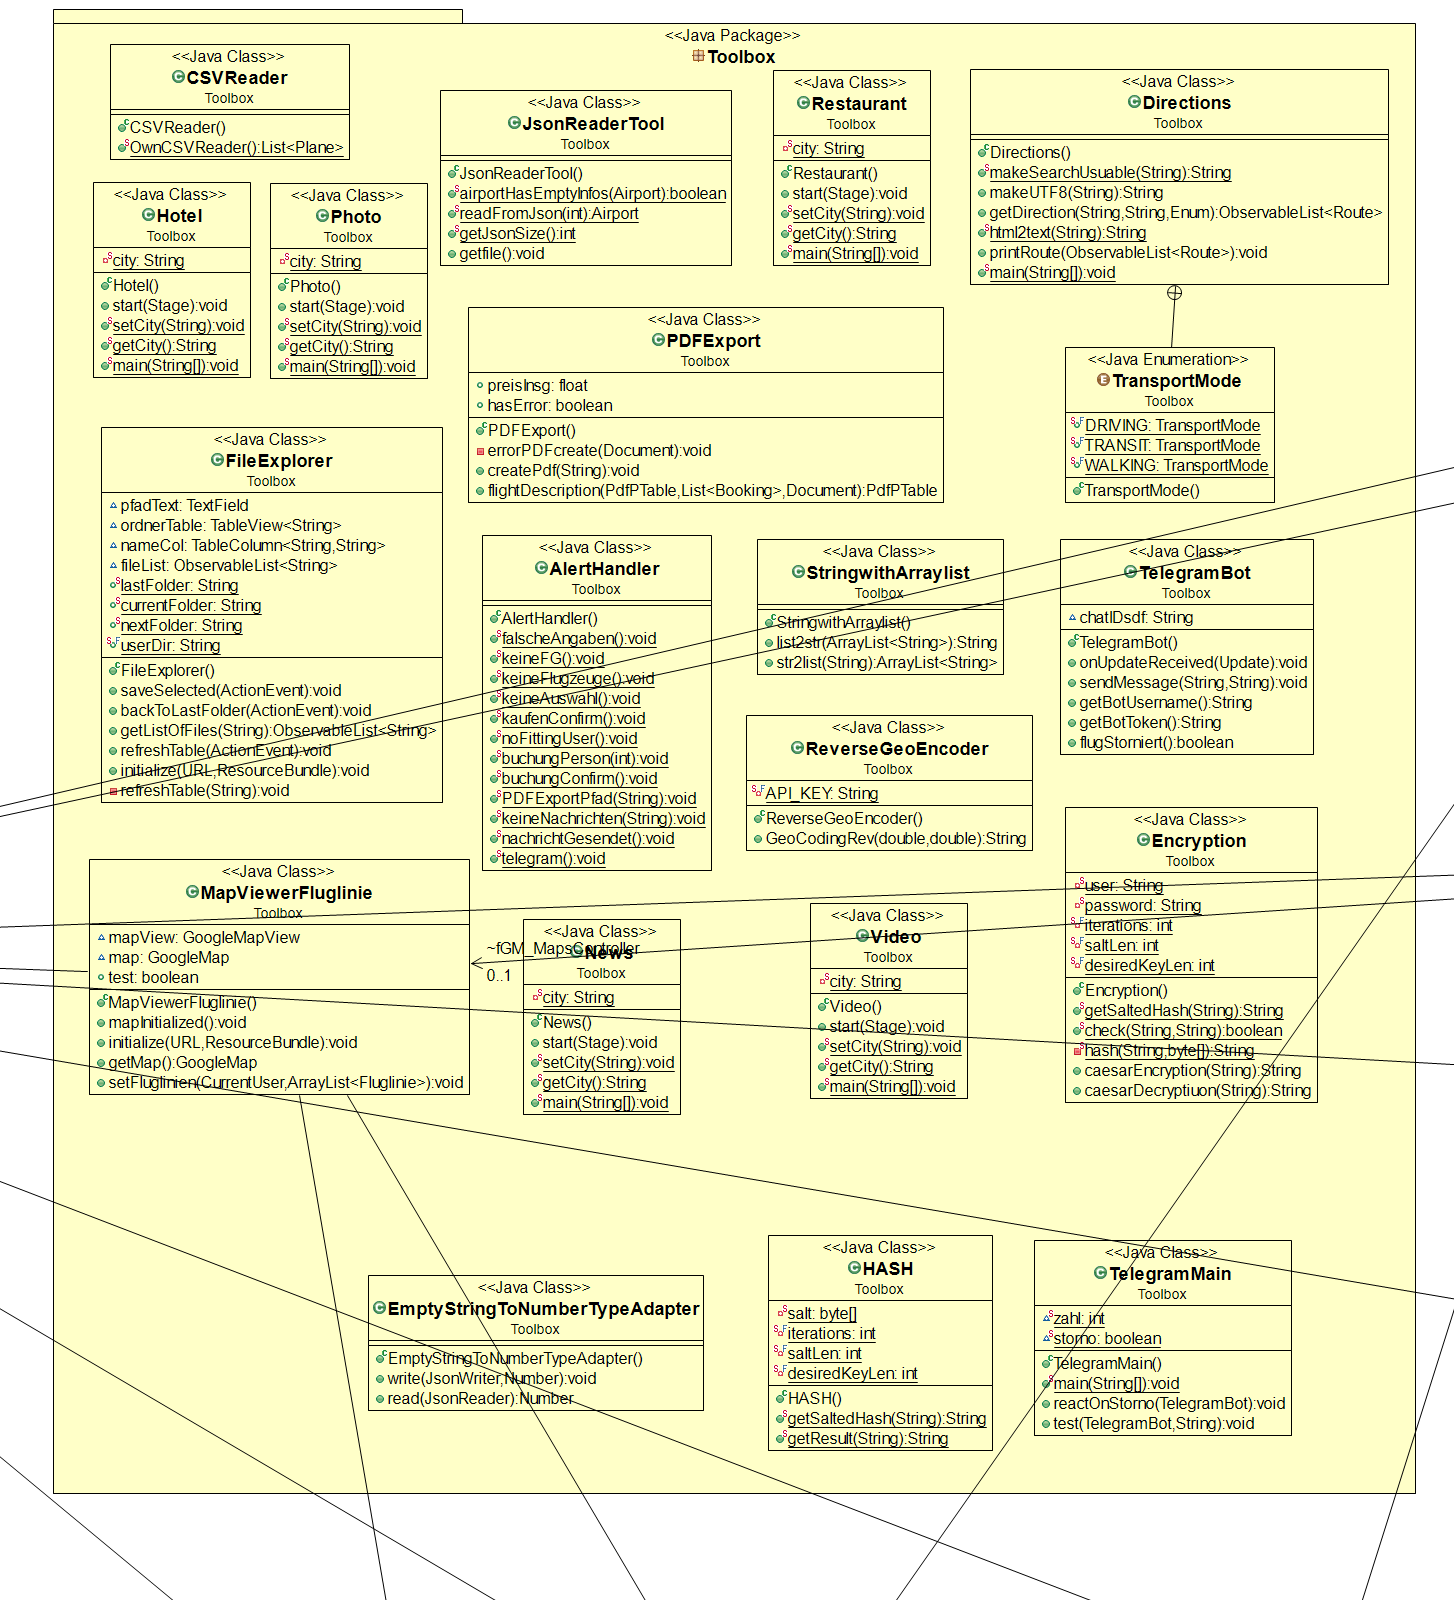 <<Java Package>>
Toolbox
<<Java Class>>
CSVReader
Toolbox
CSVReader()
OwnCSVReader():List<Plane>
<<Java Class>>
JsonReaderTool
Toolbox
JsonReaderTool()
airportHasEmptyInfos(Airport):boolean
readFromJson(int):Airport
getJsonSize():int
getfile():void
<<Java Class>>
Restaurant
Toolbox
city: String
Restaurant()
start(Stage):void
setCity(String):void
getCity():String
main(String[]):void
<<Java Class>>
Directions
Toolbox
Directions()
makeSearchUsuable(String):String
makeUTF8(String):String
getDirection(String,String,Enum):ObservableList<Route>
html2text(String):String
printRoute(ObservableList<Route>):void
main(String[]):void
<<Java Class>>
Hotel
Toolbox
city: String
Hotel()
start(Stage):void
setCity(String):void
getCity():String
main(String[]):void
<<Java Class>>
Photo
Toolbox
city: String
Photo()
start(Stage):void
setCity(String):void
getCity():String
main(String[]):void
<<Java Class>>
PDFExport
Toolbox
preisInsg: float
hasError: boolean
PDFExport()
errorPDFcreate(Document):void
createPdf(String):void
flightDescription(PdfPTable,List<Booking>,Document):PdfPTable
<<Java Enumeration>>
TransportMode
Toolbox
DRIVING: TransportMode
TRANSIT: TransportMode
WALKING: TransportMode
TransportMode()
<<Java Class>>
FileExplorer
Toolbox
pfadText: TextField
ordnerTable: TableView<String>
nameCol: TableColumn<String,String>
fileList: ObservableList<String>
lastFolder: String
currentFolder: String
nextFolder: String
userDir: String
FileExplorer()
saveSelected(ActionEvent):void
backToLastFolder(ActionEvent):void
getListOfFiles(String):ObservableList<String>
refreshTable(ActionEvent):void
initialize(URL,ResourceBundle):void
refreshTable(String):void
<<Java Class>>
AlertHandler
Toolbox
AlertHandler()
falscheAngaben():void
keineFG():void
keineFlugzeuge():void
keineAuswahl():void
kaufenConfirm():void
noFittingUser():void
buchungPerson(int):void
buchungConfirm():void
PDFExportPfad(String):void
keineNachrichten(String):void
nachrichtGesendet():void
telegram():void
<<Java Class>>
StringwithArraylist
Toolbox
StringwithArraylist()
list2str(ArrayList<String>):String
str2list(String):ArrayList<String>
<<Java Class>>
TelegramBot
Toolbox
chatIDsdf: String
TelegramBot()
onUpdateReceived(Update):void
sendMessage(String,String):void
getBotUsername():String
getBotToken():String
flugStorniert():boolean
<<Java Class>>
ReverseGeoEncoder
Toolbox
API_KEY: String
ReverseGeoEncoder()
GeoCodingRev(double,double):String
<<Java Class>>
Encryption
Toolbox
user: String
password: String
iterations: int
saltLen: int
desiredKeyLen: int
Encryption()
getSaltedHash(String):String
check(String,String):boolean
hash(String,byte[]):String
caesarEncryption(String):String
caesarDecryptiuon(String):String
<<Java Class>>
MapViewerFluglinie
Toolbox
mapView: GoogleMapView
map: GoogleMap
test: boolean
MapViewerFluglinie()
mapInitialized():void
initialize(URL,ResourceBundle):void
getMap():GoogleMap
setFluglinien(CurrentUser,ArrayList<Fluglinie>):void
~fGM_MapsController
0..1
<<Java Class>>
News
Toolbox
city: String
News()
start(Stage):void
setCity(String):void
getCity():String
main(String[]):void
<<Java Class>>
Video
Toolbox
city: String
Video()
start(Stage):void
setCity(String):void
getCity():String
main(String[]):void
<<Java Class>>
EmptyStringToNumberTypeAdapter
Toolbox
EmptyStringToNumberTypeAdapter()
write(JsonWriter,Number):void
read(JsonReader):Number
<<Java Class>>
HASH
Toolbox
salt: byte[]
iterations: int
saltLen: int
desiredKeyLen: int
HASH()
getSaltedHash(String):String
getResult(String):String
<<Java Class>>
TelegramMain
Toolbox
zahl: int
storno: boolean
TelegramMain()
main(String[]):void
reactOnStorno(TelegramBot):void
test(TelegramBot,String):void